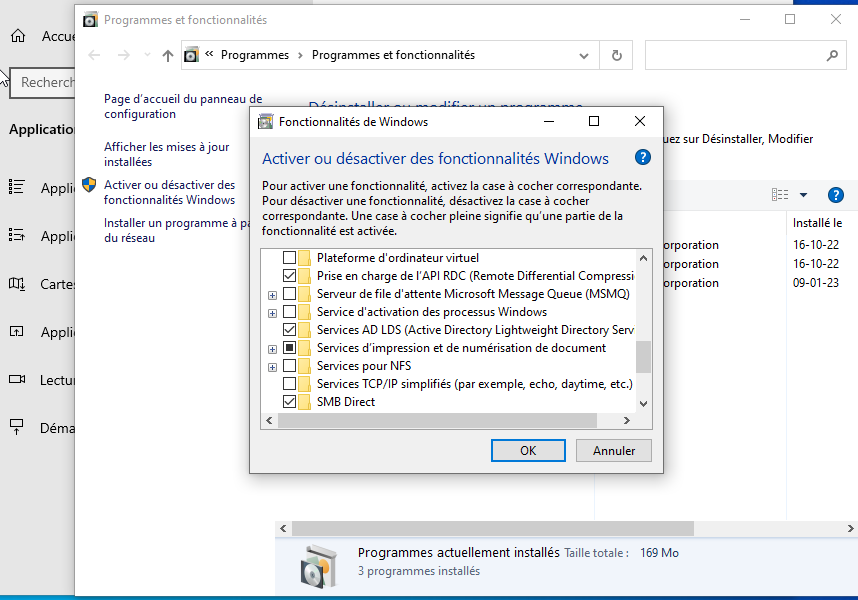 Programmes et fonctionnalités
Accue
Programmes
Programmes et fonctionnalités
Recherch
Application
Appli
Appli
Cartes
Appli
Lectur
Démar
Page d'accueil du panneau de
configuration
Afficher les mises à jour
installées
Activer ou désactiver des
fonctionnalités Windows
Installer un programme à pa
du réseau
Désinstaller ou modifier un programme
uez sur Désinstaller, Modifier
Installé le
orporation 16-10-22
orporation 16-10-22
orporation 09-01-23
Fonctionnalités de Windows
Activer ou désactiver des fonctionnalités Windows
Pour activer une fonctionnalité, activez la case à cocher correspondante.
Pour désactiver une fonctionnalité, désactivez la case à cocher
correspondante. Une case à cocher pleine signifie qu'une partie de la
fonctionnalité est activée.
Plateforme d'ordinateur virtuel
Prise en charge de l'API RDC (Remote Differential Compressi
Serveur de file d'attente Microsoft Message Queue (MSMQ)
Service d'activation des processus Windows
Services AD LDS (Active Directory Lightweight Directory Serv
Services d'impression et de numérisation de document
Services pour NFS
Services TCP/IP simplifiés (par exemple, echo, daytime, etc.)
SMB Direct
OK
Annuler
Programmes actuellement installés Taille totale : 169 Mo
3 programmes installés